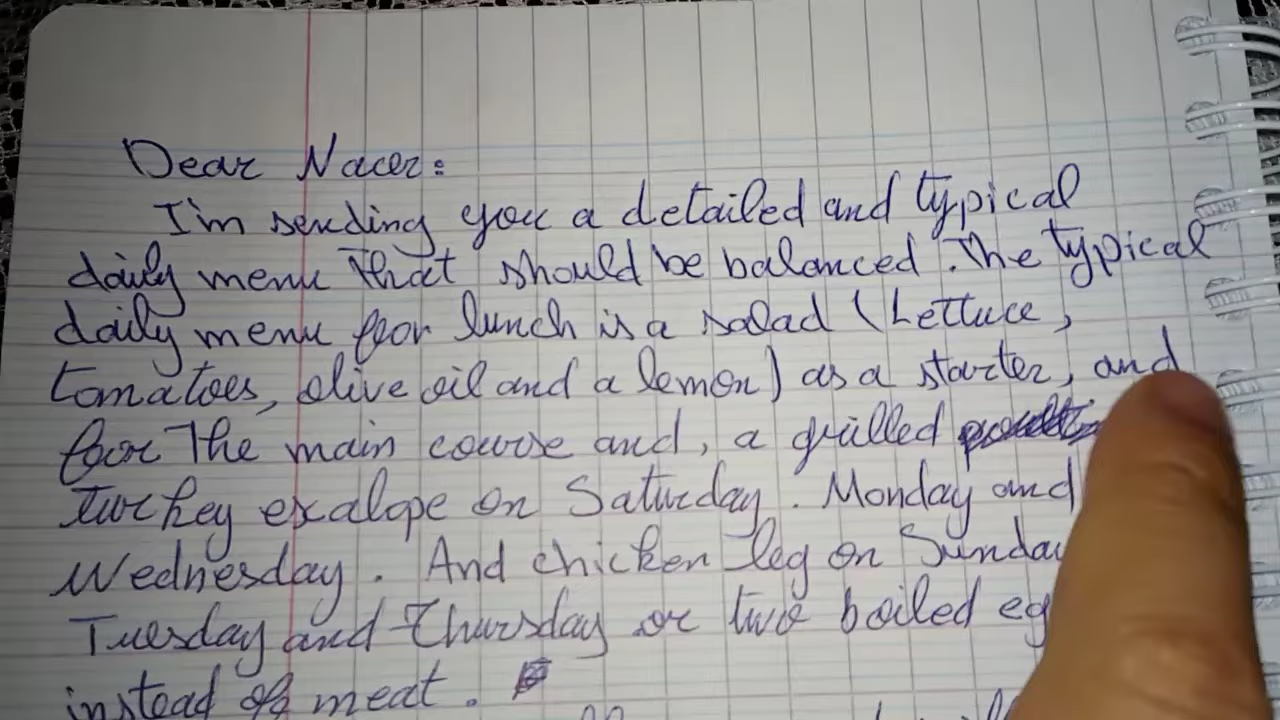 Dear Nacer:
I'm sending you a detailed and typical
daily menu that should be balanced. The typical
daily menu for lunch is a salad (Lettuce,
tomatoes, olive oil and a lemon) as a starter, and
for the main course and, a grilled
turkey exalope on Saturday. Monday and
Wednesday. And chicken leg on Sunday
Tuesday and Thursday or two boiled eg
instead of meat.